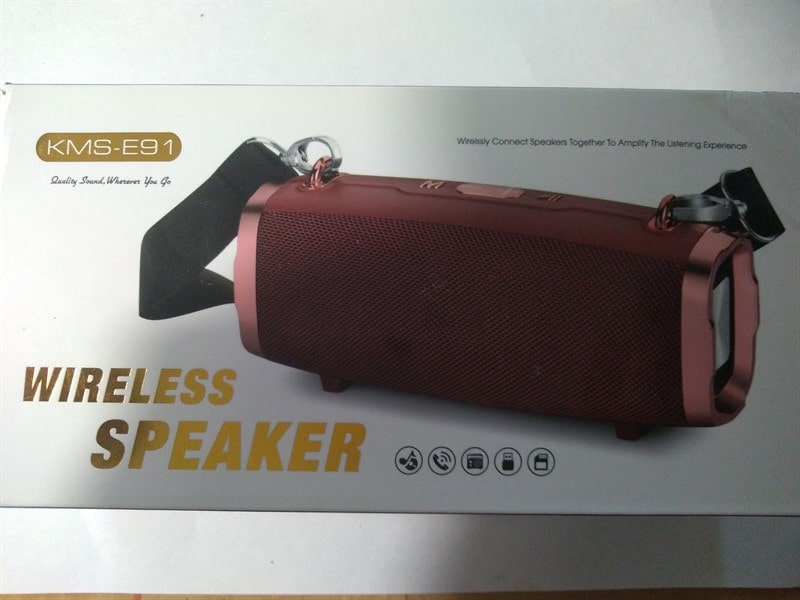 KMS-E91
Quality Sound, Wherever You Go
Wirelssly Connect Speakers Together To Amplify The Listening Experience
WIRELESS
SPEAKER